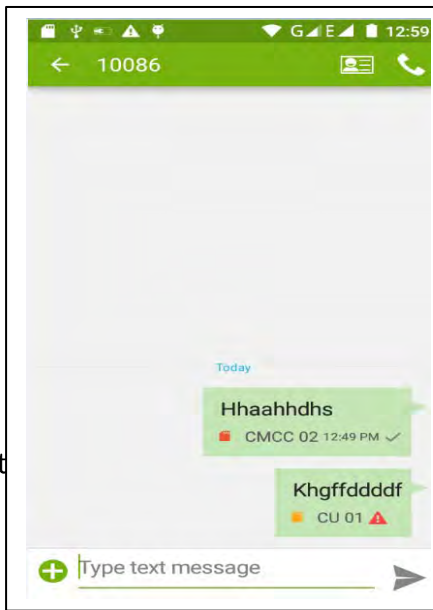 G E 12:59
10086
Today
Hhaahhdhs
CMCC 02 12:49 PM
t
Khgffddddf
CU 01
Type text message